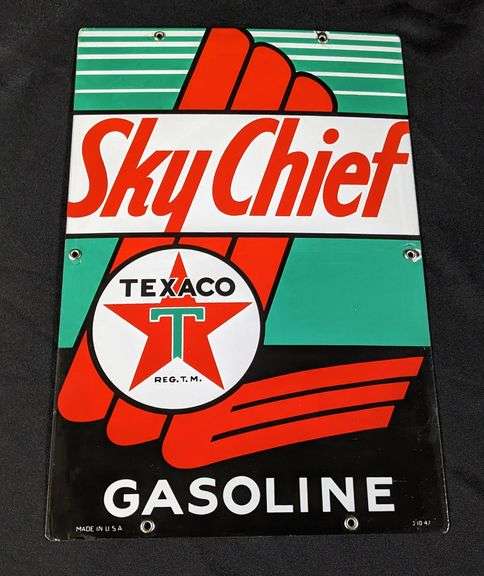 Sky Chief
TEXACO
T
REG. T. M.
GASOLINE
MADE IN U.S.A.